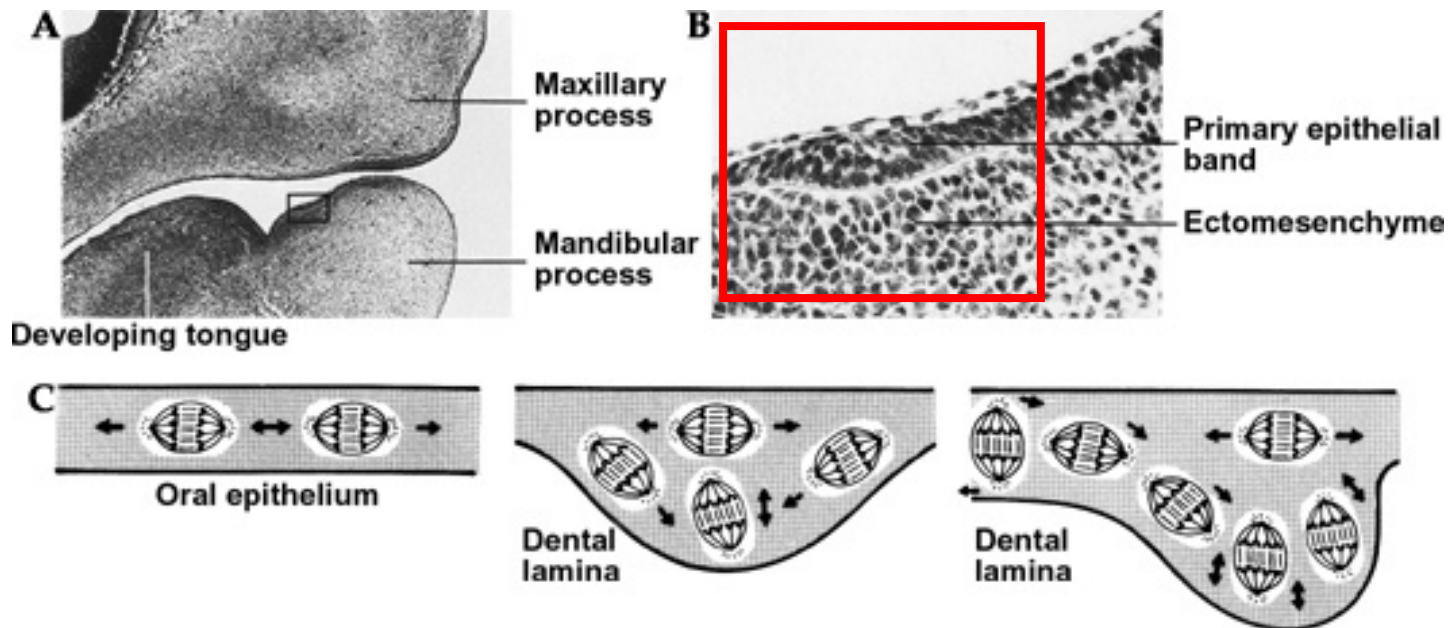 A
B
Maxillary
process
Primary epithelial
band
Ectomesenchyme
Mandibular
process
Developing tongue
C
Oral epithelium
Dental
lamina
Dental
lamina